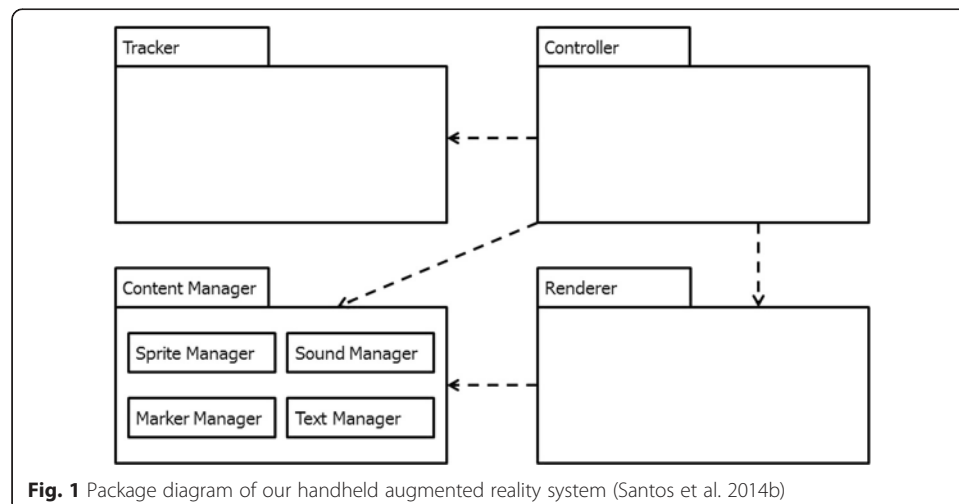 Tracker
Controller
Content Manager
Renderer
Sprite Manager
Sound Manager
Marker Manager
Text Manager
Fig. 1 Package diagram of our handheld augmented reality system (Santos et al. 2014b)